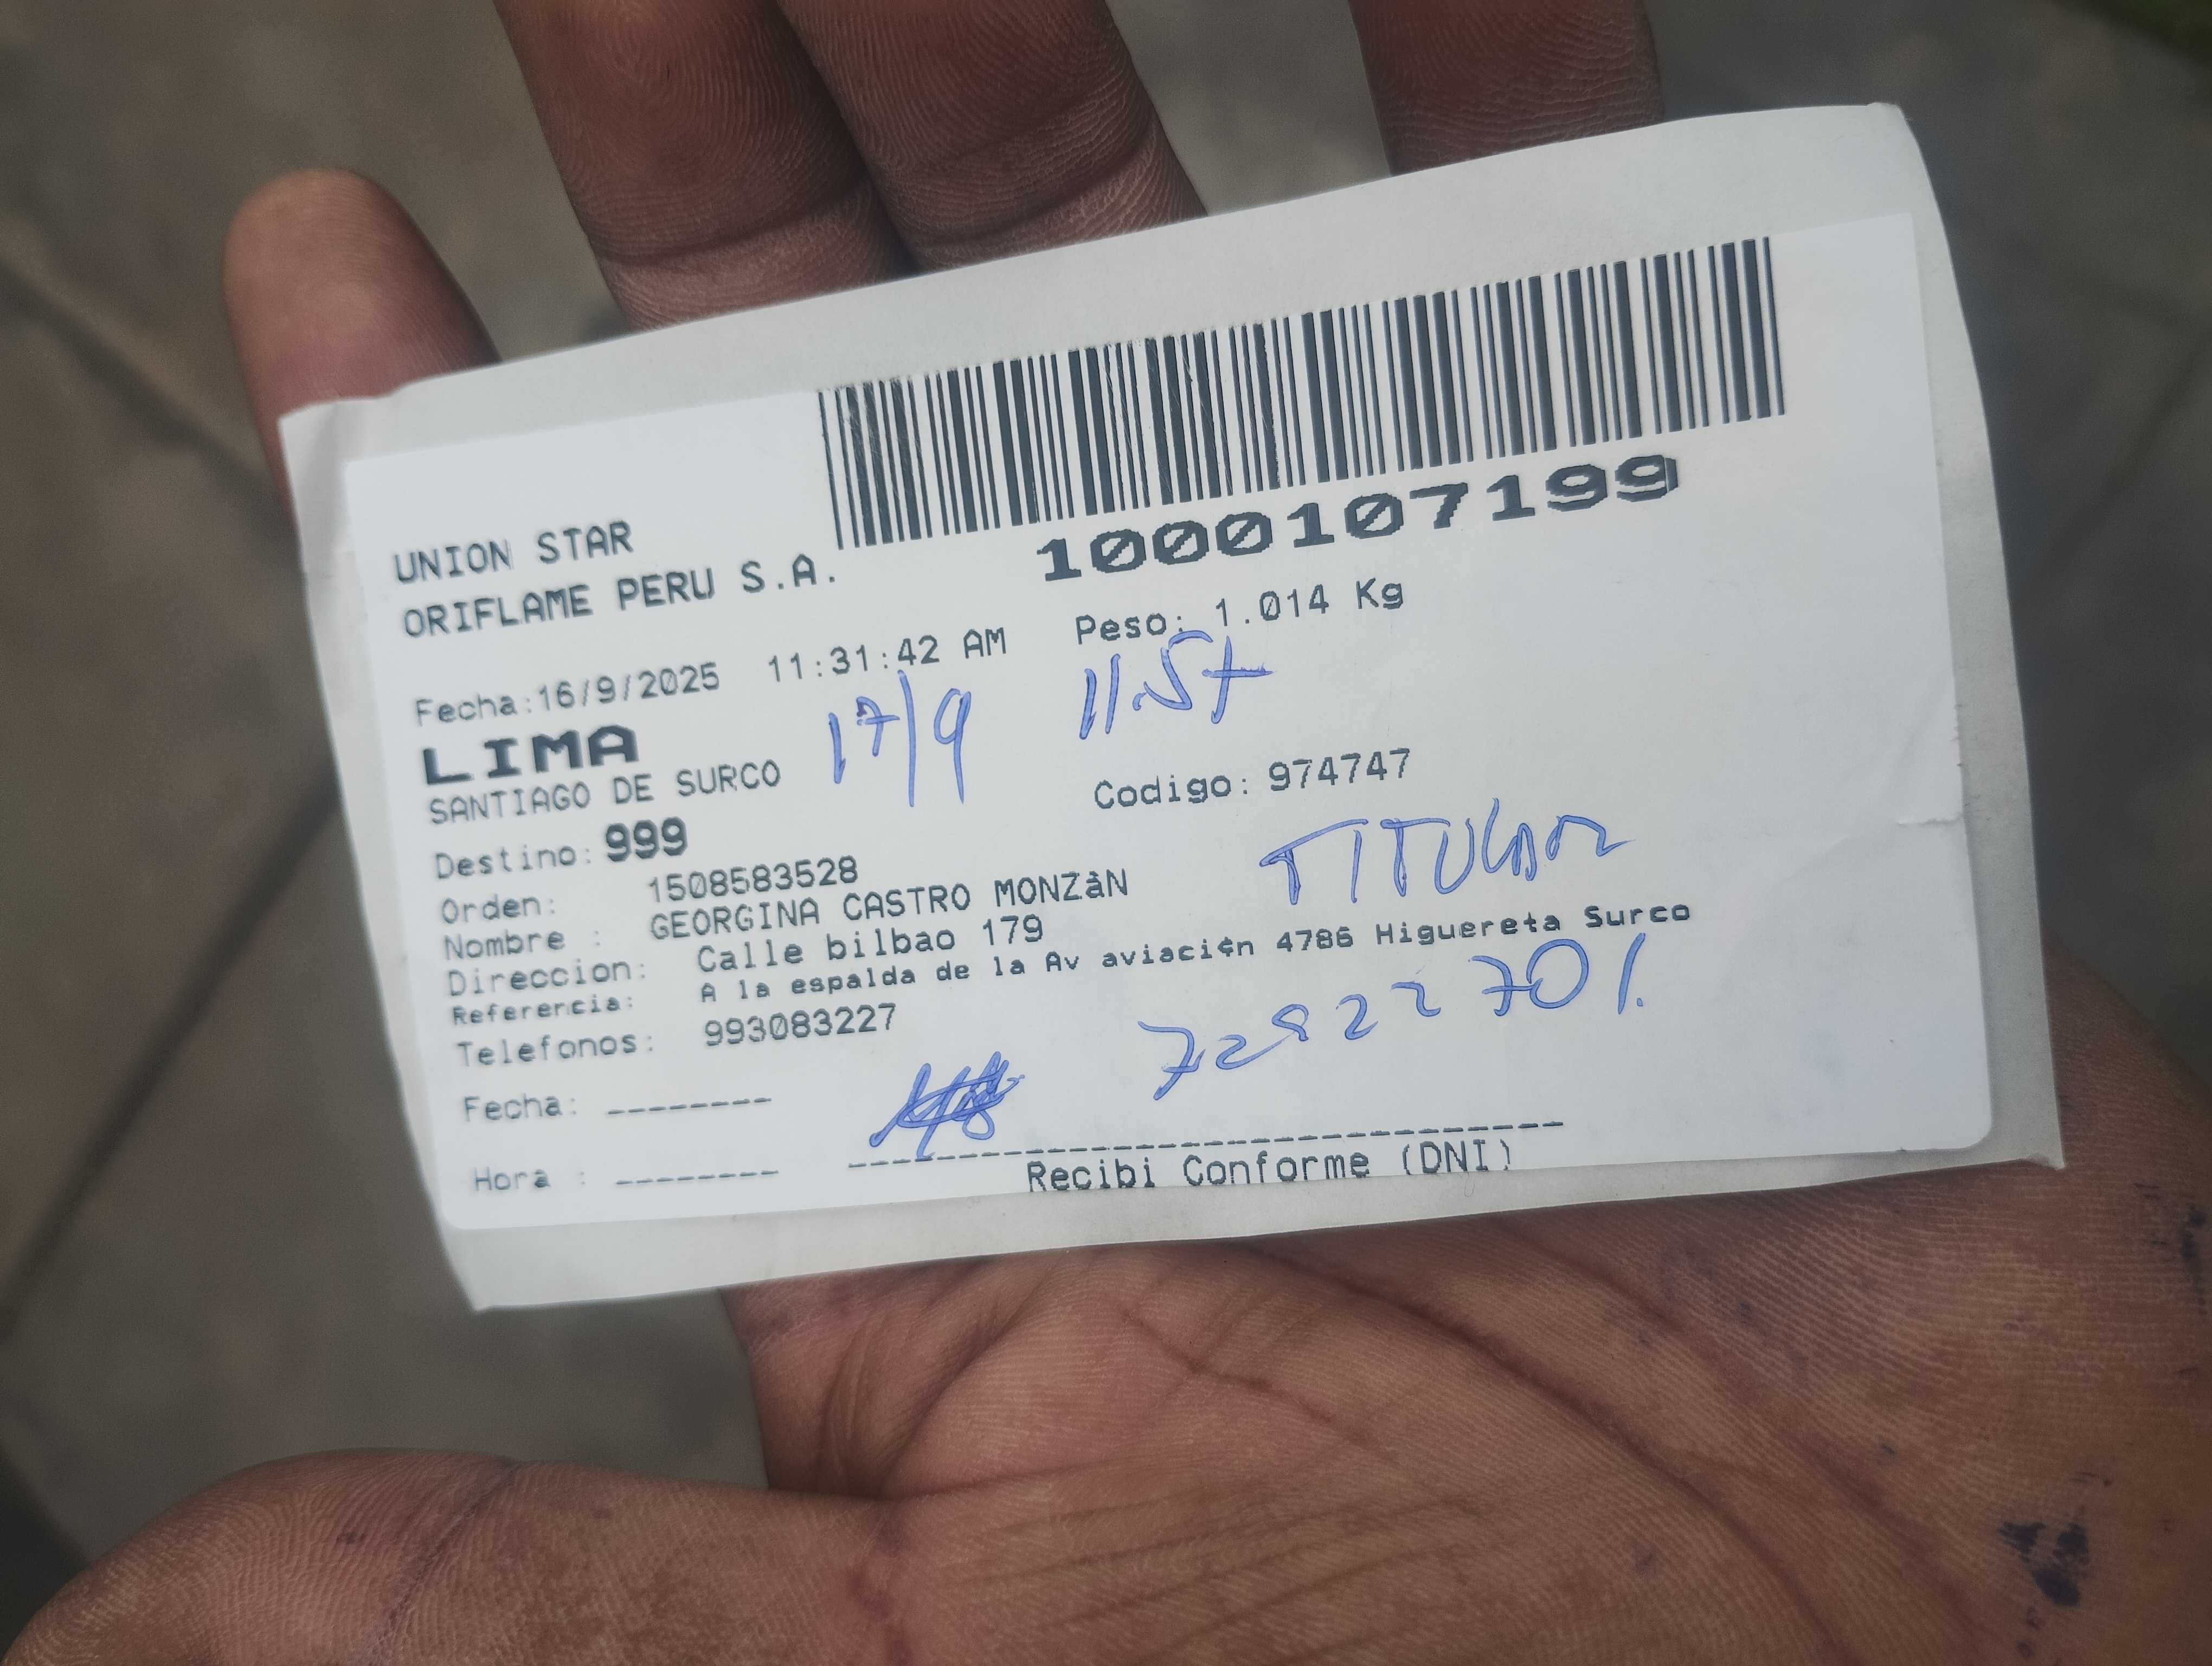 1000107199
UNION STAR
ORIFLAME PERU S.A.
Fecha:16/9/2025 11:31:42 AM Peso: 1.014 Kg
LIMA 17/9
SANTIAGO DE SURCO
Codigo: 974747
Destino: 999
TITULAR
Orden: 1508583528
Nombre : GEORGINA CASTRO MONZàN
Direccion: Calle bilbao 179
Referencia: A la espalda de la Av aviaci¢n 4786 Higuereta Surco
Telefonos: 993083227
Fecha: --------
Hora : --------
Recibi Conforme (DNI)